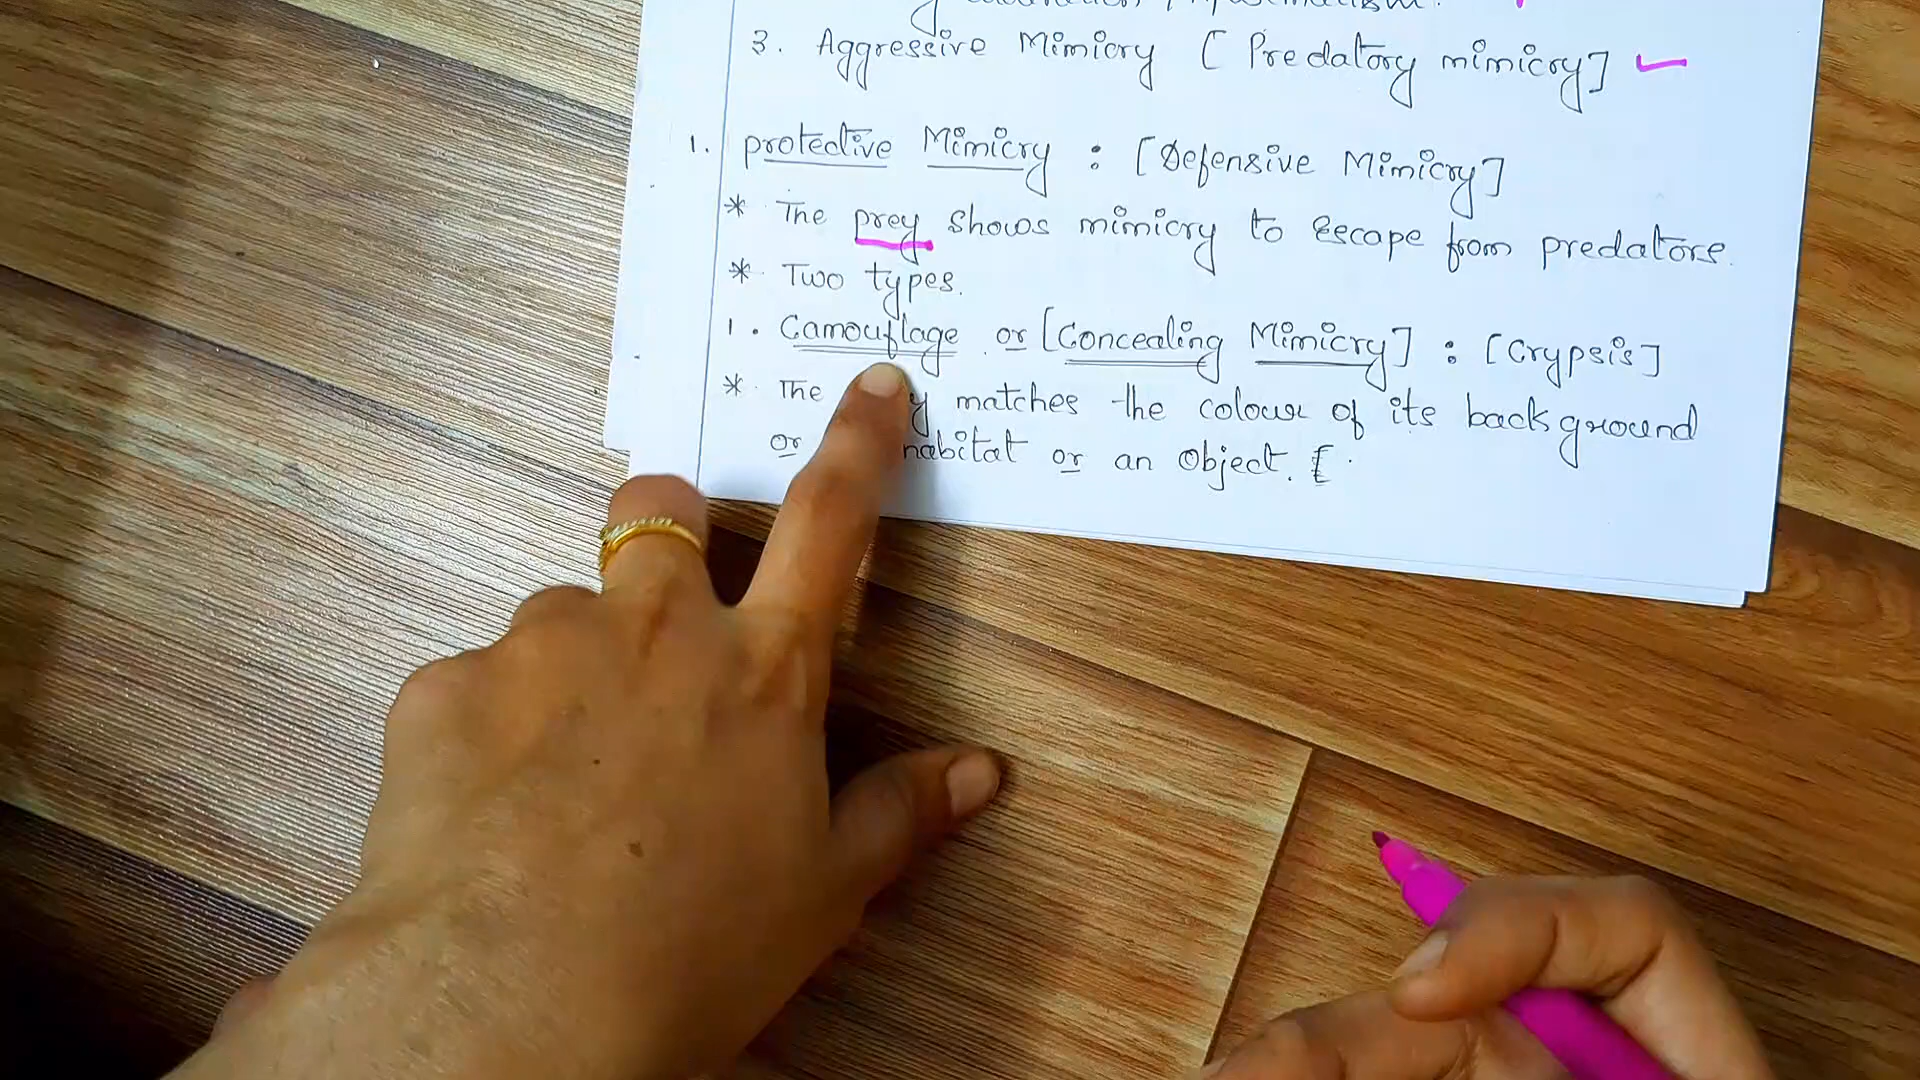 3. Aggressive Mimicry [Predatory mimicry]
1. protective Mimicry : [Defensive Mimicry]
* The prey shows mimicry to Escape from predators.
* Two types.
1. Camouflage or [Concealing Mimicry] : [Crypsis]
* The matches the colour of its background
or habitat or an object. [